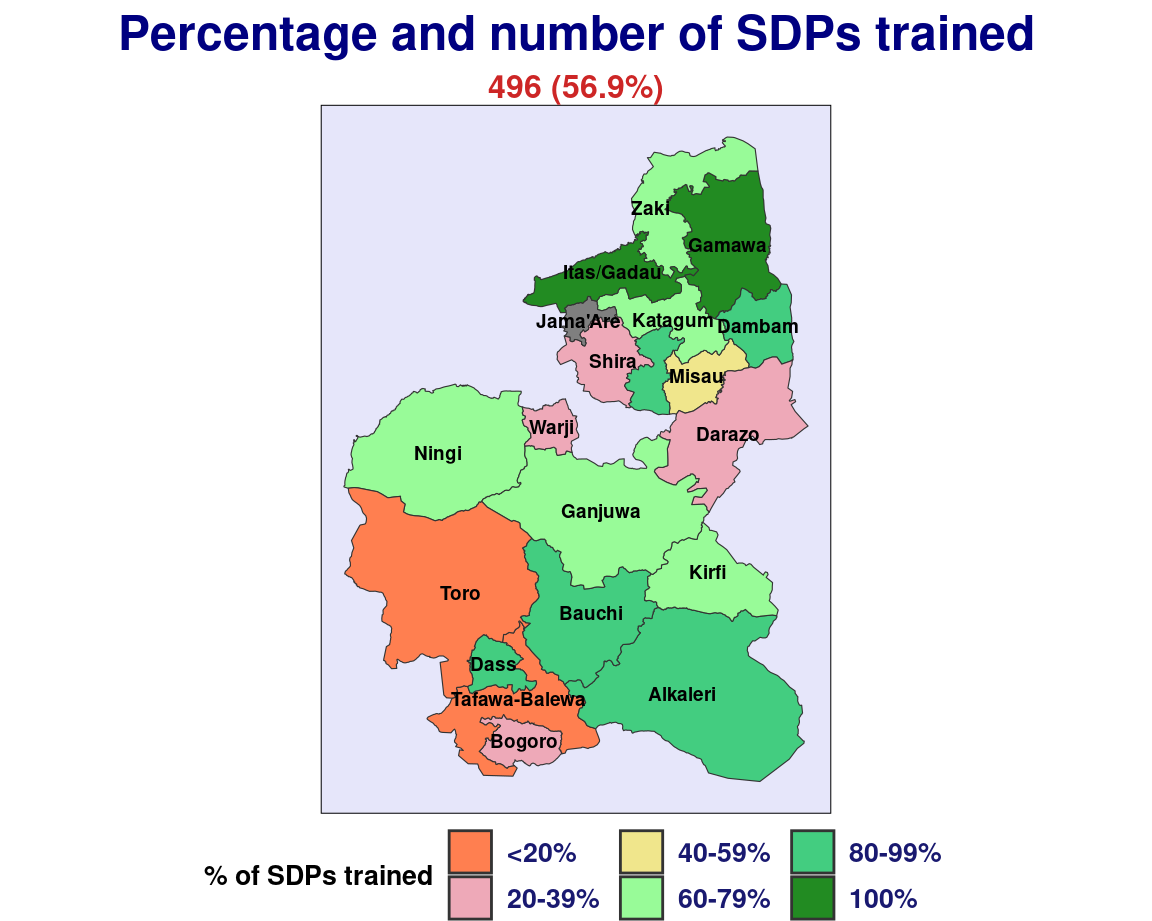 Percentage and number of SDPs trained
496 (56.9%)
Zaki
Gamawa
Itas/Gadau
Jama'Are
Katagum
Dambam
Shira
Misau
Warji
Darazo
Ningi
Ganjuwa
Kirfi
Toro
Bauchi
Dass
Alkaleri
Tafawa-Balewa
Bogoro
% of SDPs trained
<20%
40-59%
80-99%
20-39%
60-79%
100%